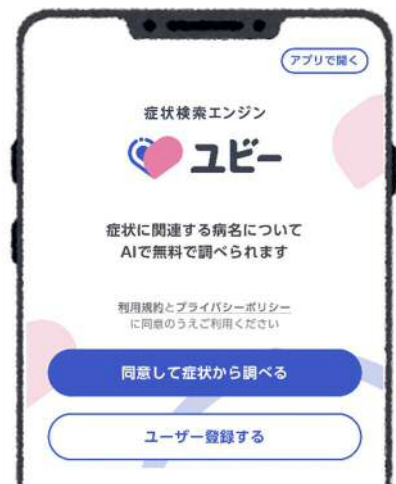 アプリで開く
症状検索エンジン
ユビー
症状に関連する病名について
AIで無料で調べられます
利用規約とプライバシーポリシー
に同意のうえご利用ください
同意して症状から調べる
ユーザー登録する